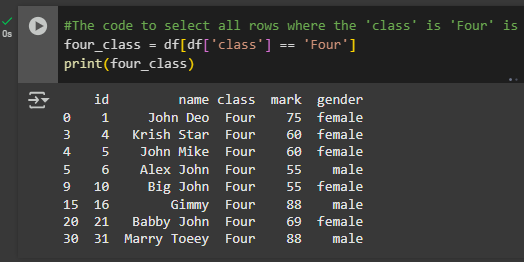 #The code to select all rows where the 'class' is 'Four' is
0s
four_class = df[df['class'] == 'Four']
print(four_class)
id name class mark gender
0 1 John Deo Four 75 female
3 4 Krish Star Four 60 female
4 5 John Mike Four 60 female
5 6 Alex John Four 55 male
9 10 Big John Four 55 female
15 16 Gimmy Four 88 male
20 21 Babby John Four 69 female
30 31 Marry Toeey Four 88 male